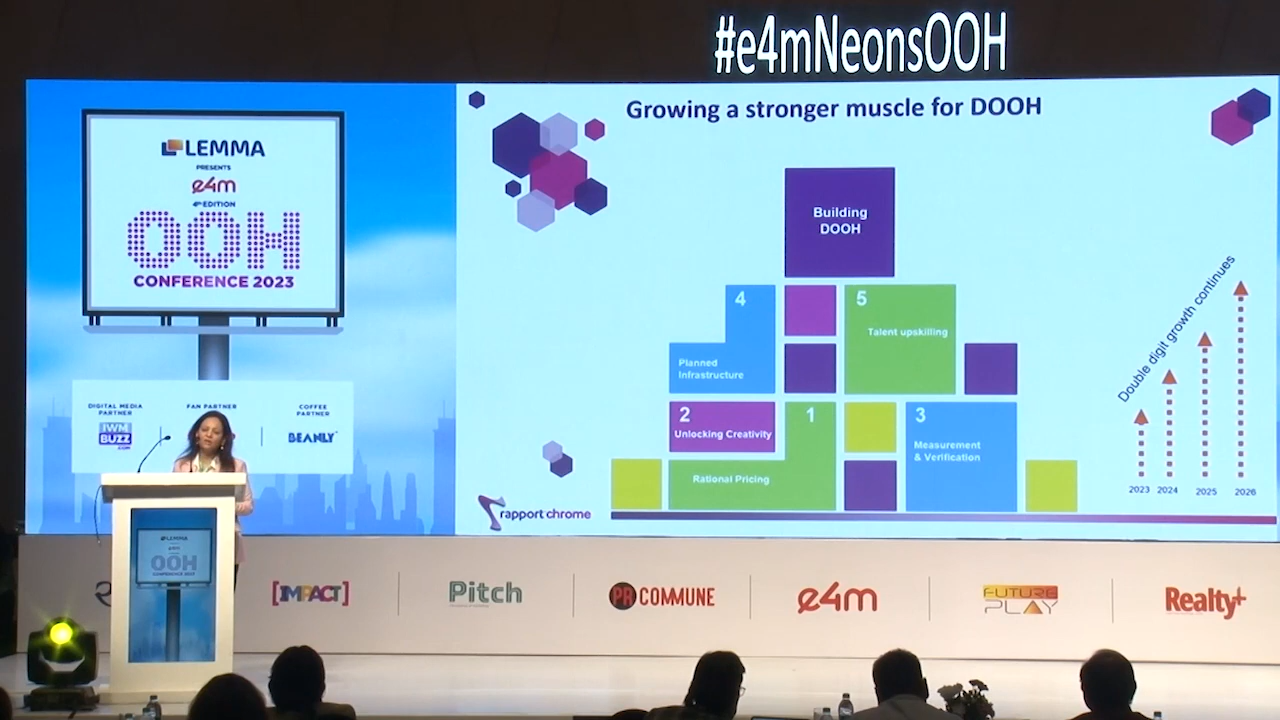 #e4mNeonsOOH
LEMMA
PRESENTS
e4m
4th EDITION
OOH
CONFERENCE 2023
DIGITAL MEDIA
PARTNER
IWM
BUZZ
.COM
FAN PARTNER
COFFEE
PARTNER
BEANLY
Growing a stronger muscle for DOOH
Building
DOOH
4
Planned
Infrastructure
5
Talent upskilling
2
Unlocking Creativity
1
Rational Pricing
3
Measurement
& Verification
Double digit growth continues
2023
2024
2025
2026
rapport chrome
LEMMA
e4m
OOH
CONFERENCE 2023
[IMPACT]
Pitch
PR COMMUNE
e4m
FUTURE
PLAY
Realty+